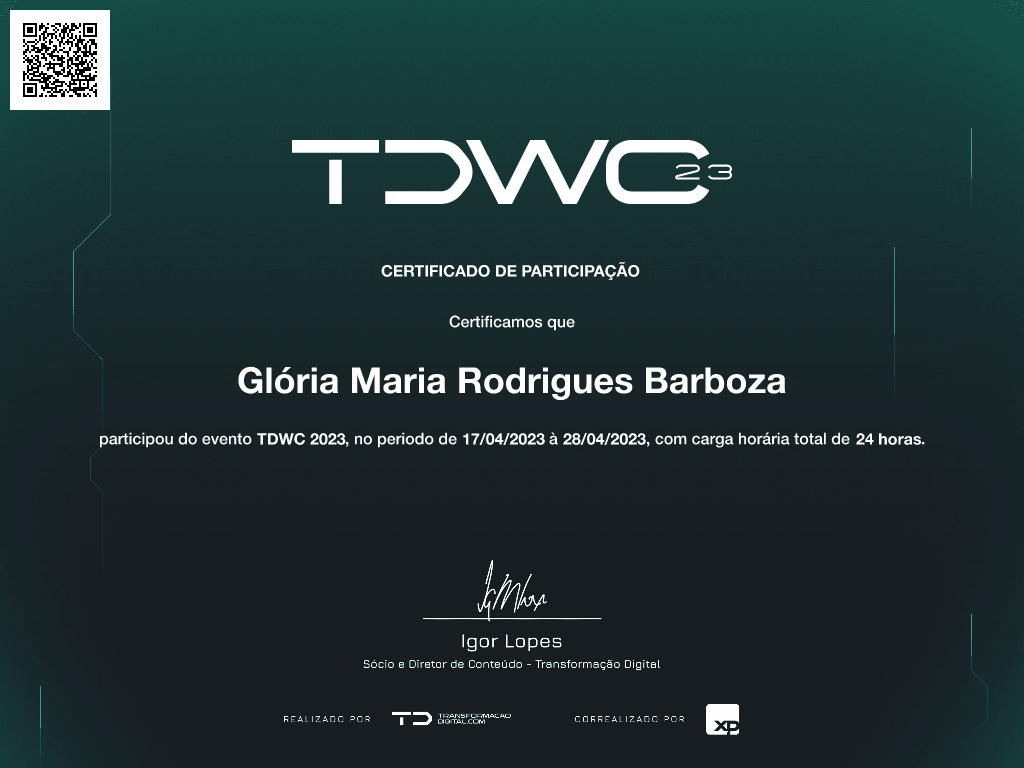 TDWC 23
CERTIFICADO DE PARTICIPAÇÃO
Certificamos que
Glória Maria Rodrigues Barboza
participou do evento TDWC 2023, no periodo de 17/04/2023 à 28/04/2023, com carga horária total de 24 horas.
Igor Lopes
Sócio e Diretor de Conteúdo - Transformação Digital
REALIZADO POR TD TRANSFORMACAO DIGITAL.COM CORREALIZADO POR xp